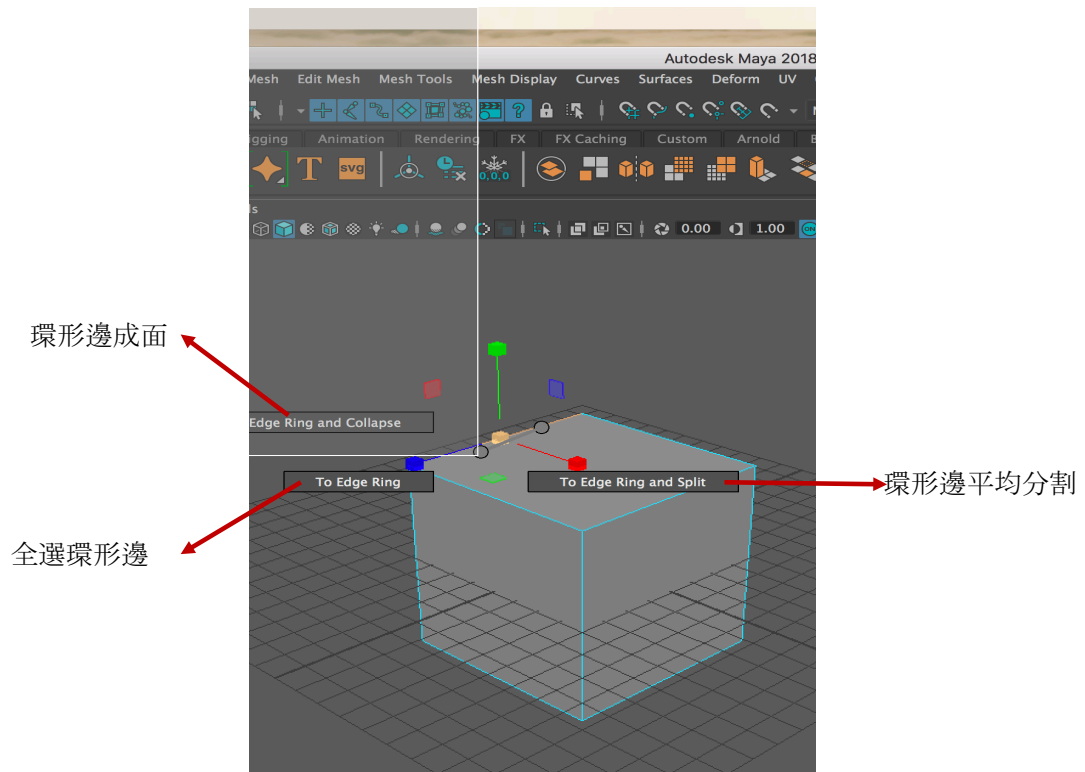 Autodesk Maya 2018
Mesh Edit Mesh Mesh Tools Mesh Display Curves Surfaces Deform UV
?
gging Animation Rendering FX FX Caching Custom Arnold
T svg 0,0,0
ls
0.00 1.00 ON
環形邊成面
Edge Ring and Collapse
To Edge Ring To Edge Ring and Split
環形邊平均分割
全選環形邊